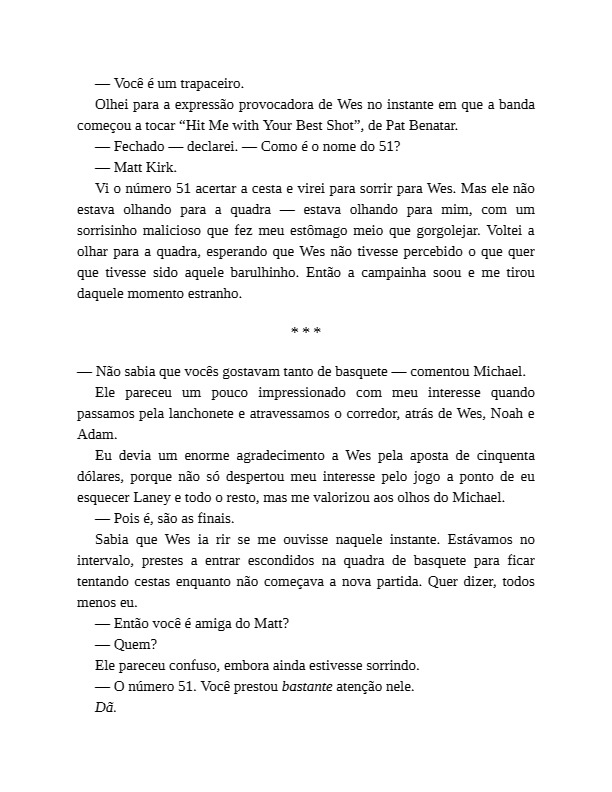 — Você é um trapaceiro.
Olhei para a expressão provocadora de Wes no instante em que a banda
começou a tocar “Hit Me with Your Best Shot”, de Pat Benatar.
— Fechado — declarei. — Como é o nome do 51?
— Matt Kirk.
Vi o número 51 acertar a cesta e virei para sorrir para Wes. Mas ele não
estava olhando para a quadra — estava olhando para mim, com um
sorrisinho malicioso que fez meu estômago meio que gorgolejar. Voltei a
olhar para a quadra, esperando que Wes não tivesse percebido o que quer
que tivesse sido aquele barulhinho. Então a campainha soou e me tirou
daquele momento estranho.
* * *
— Não sabia que vocês gostavam tanto de basquete — comentou Michael.
Ele pareceu um pouco impressionado com meu interesse quando
passamos pela lanchonete e atravessamos o corredor, atrás de Wes, Noah e
Adam.
Eu devia um enorme agradecimento a Wes pela aposta de cinquenta
dólares, porque não só despertou meu interesse pelo jogo a ponto de eu
esquecer Laney e todo o resto, mas me valorizou aos olhos do Michael.
— Pois é, são as finais.
Sabia que Wes ia rir se me ouvisse naquele instante. Estávamos no
intervalo, prestes a entrar escondidos na quadra de basquete para ficar
tentando cestas enquanto não começava a nova partida. Quer dizer, todos
menos eu.
— Então você é amiga do Matt?
— Quem?
Ele pareceu confuso, embora ainda estivesse sorrindo.
— O número 51. Você prestou bastante atenção nele.
Dã.